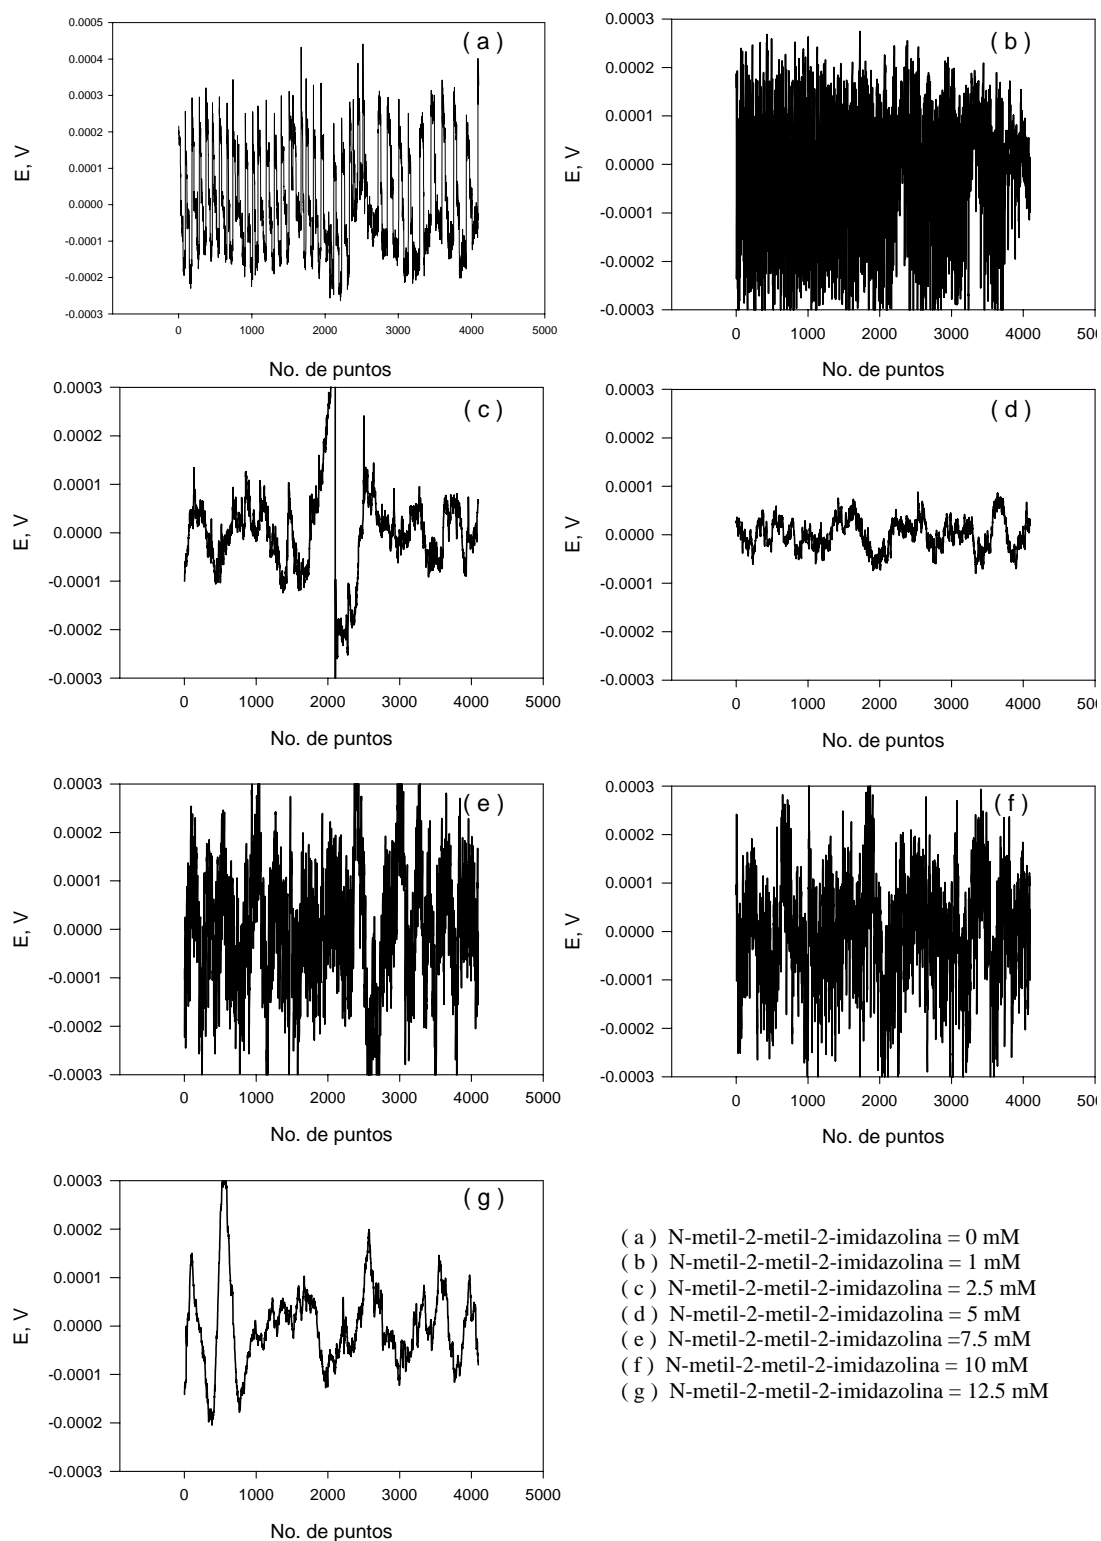 ( a )
0.0005
0.0004
0.0003
0.0002
0.0001
0.0000
-0.0001
-0.0002
-0.0003
E, V
0 1000 2000 3000 4000 5000
No. de puntos
( b )
0.0003
0.0002
0.0001
0.0000
-0.0001
-0.0002
-0.0003
E, V
0 1000 2000 3000 4000 500
No. de puntos
( c )
0.0003
0.0002
0.0001
0.0000
-0.0001
-0.0002
-0.0003
E, V
0 1000 2000 3000 4000 5000
No. de puntos
( d )
0.0003
0.0002
0.0001
0.0000
-0.0001
-0.0002
-0.0003
E, V
0 1000 2000 3000 4000 500
No. de puntos
( e )
0.0003
0.0002
0.0001
0.0000
-0.0001
-0.0002
-0.0003
E, V
0 1000 2000 3000 4000 5000
No. de puntos
( f )
0.0003
0.0002
0.0001
0.0000
-0.0001
-0.0002
-0.0003
E, V
0 1000 2000 3000 4000 500
No. de puntos
( g )
0.0003
0.0002
0.0001
0.0000
-0.0001
-0.0002
-0.0003
E, V
0 1000 2000 3000 4000 5000
No. de puntos
( a ) N-metil-2-metil-2-imidazolina = 0 mM
( b ) N-metil-2-metil-2-imidazolina = 1 mM
( c ) N-metil-2-metil-2-imidazolina = 2.5 mM
( d ) N-metil-2-metil-2-imidazolina = 5 mM
( e ) N-metil-2-metil-2-imidazolina =7.5 mM
( f ) N-metil-2-metil-2-imidazolina = 10 mM
( g ) N-metil-2-metil-2-imidazolina = 12.5 mM